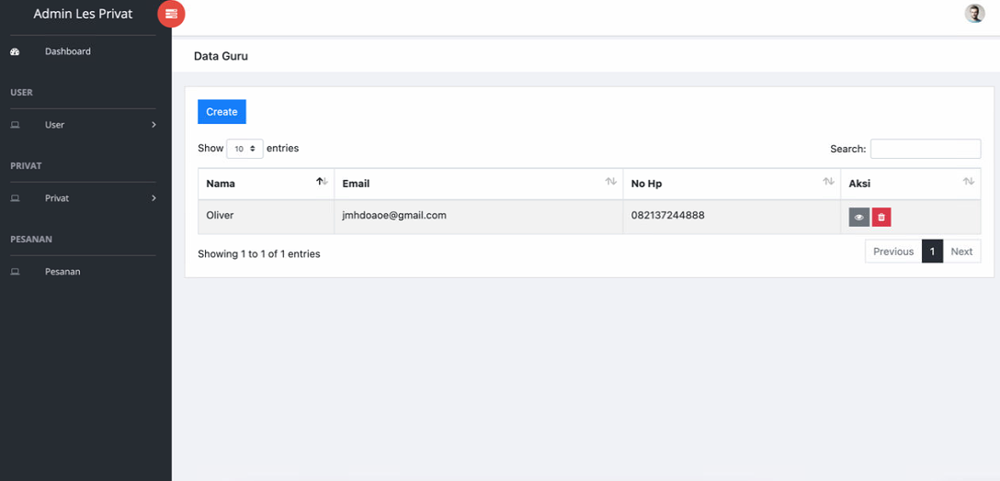 Admin Les Privat
Dashboard
USER
User
PRIVAT
Privat
PESANAN
Pesanan
Data Guru
Create
Show 10 entries
Search:
Nama Email No Hp Aksi
Oliver jmhdoaoe@gmail.com 082137244888
Showing 1 to 1 of 1 entries
Previous 1 Next